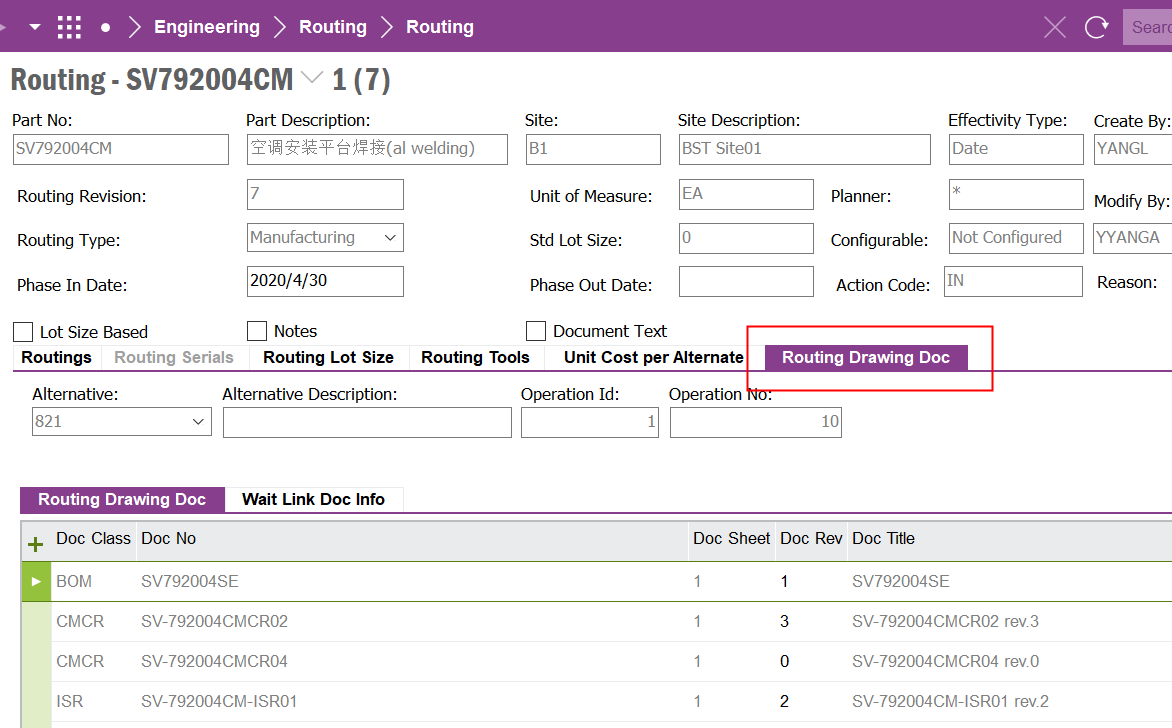 Engineering Routing Routing Searc
Routing - SV792004CM 1 (7)
Part No: Part Description: Site: Site Description: Effectivity Type: Create By:
SV792004CM 空调安装平台焊接(al welding) B1 BST Site01 Date YANGL
Routing Revision: 7 Unit of Measure: EA Planner: * Modify By:
Routing Type: Manufacturing Std Lot Size: 0 Configurable: Not Configured YYANGA
Phase In Date: 2020/4/30 Phase Out Date: Action Code: IN Reason:
Lot Size Based Notes Document Text
Routings Routing Serials Routing Lot Size Routing Tools Unit Cost per Alternate Routing Drawing Doc
Alternative: Alternative Description: Operation Id: Operation No:
821 1 10
Routing Drawing Doc Wait Link Doc Info
Doc Class Doc No Doc Sheet Doc Rev Doc Title
BOM SV792004SE 1 1 SV792004SE
CMCR SV-792004CMCR02 1 3 SV-792004CMCR02 rev.3
CMCR SV-792004CMCR04 1 0 SV-792004CMCR04 rev.0
ISR SV-792004CM-ISR01 1 2 SV-792004CM-ISR01 rev.2